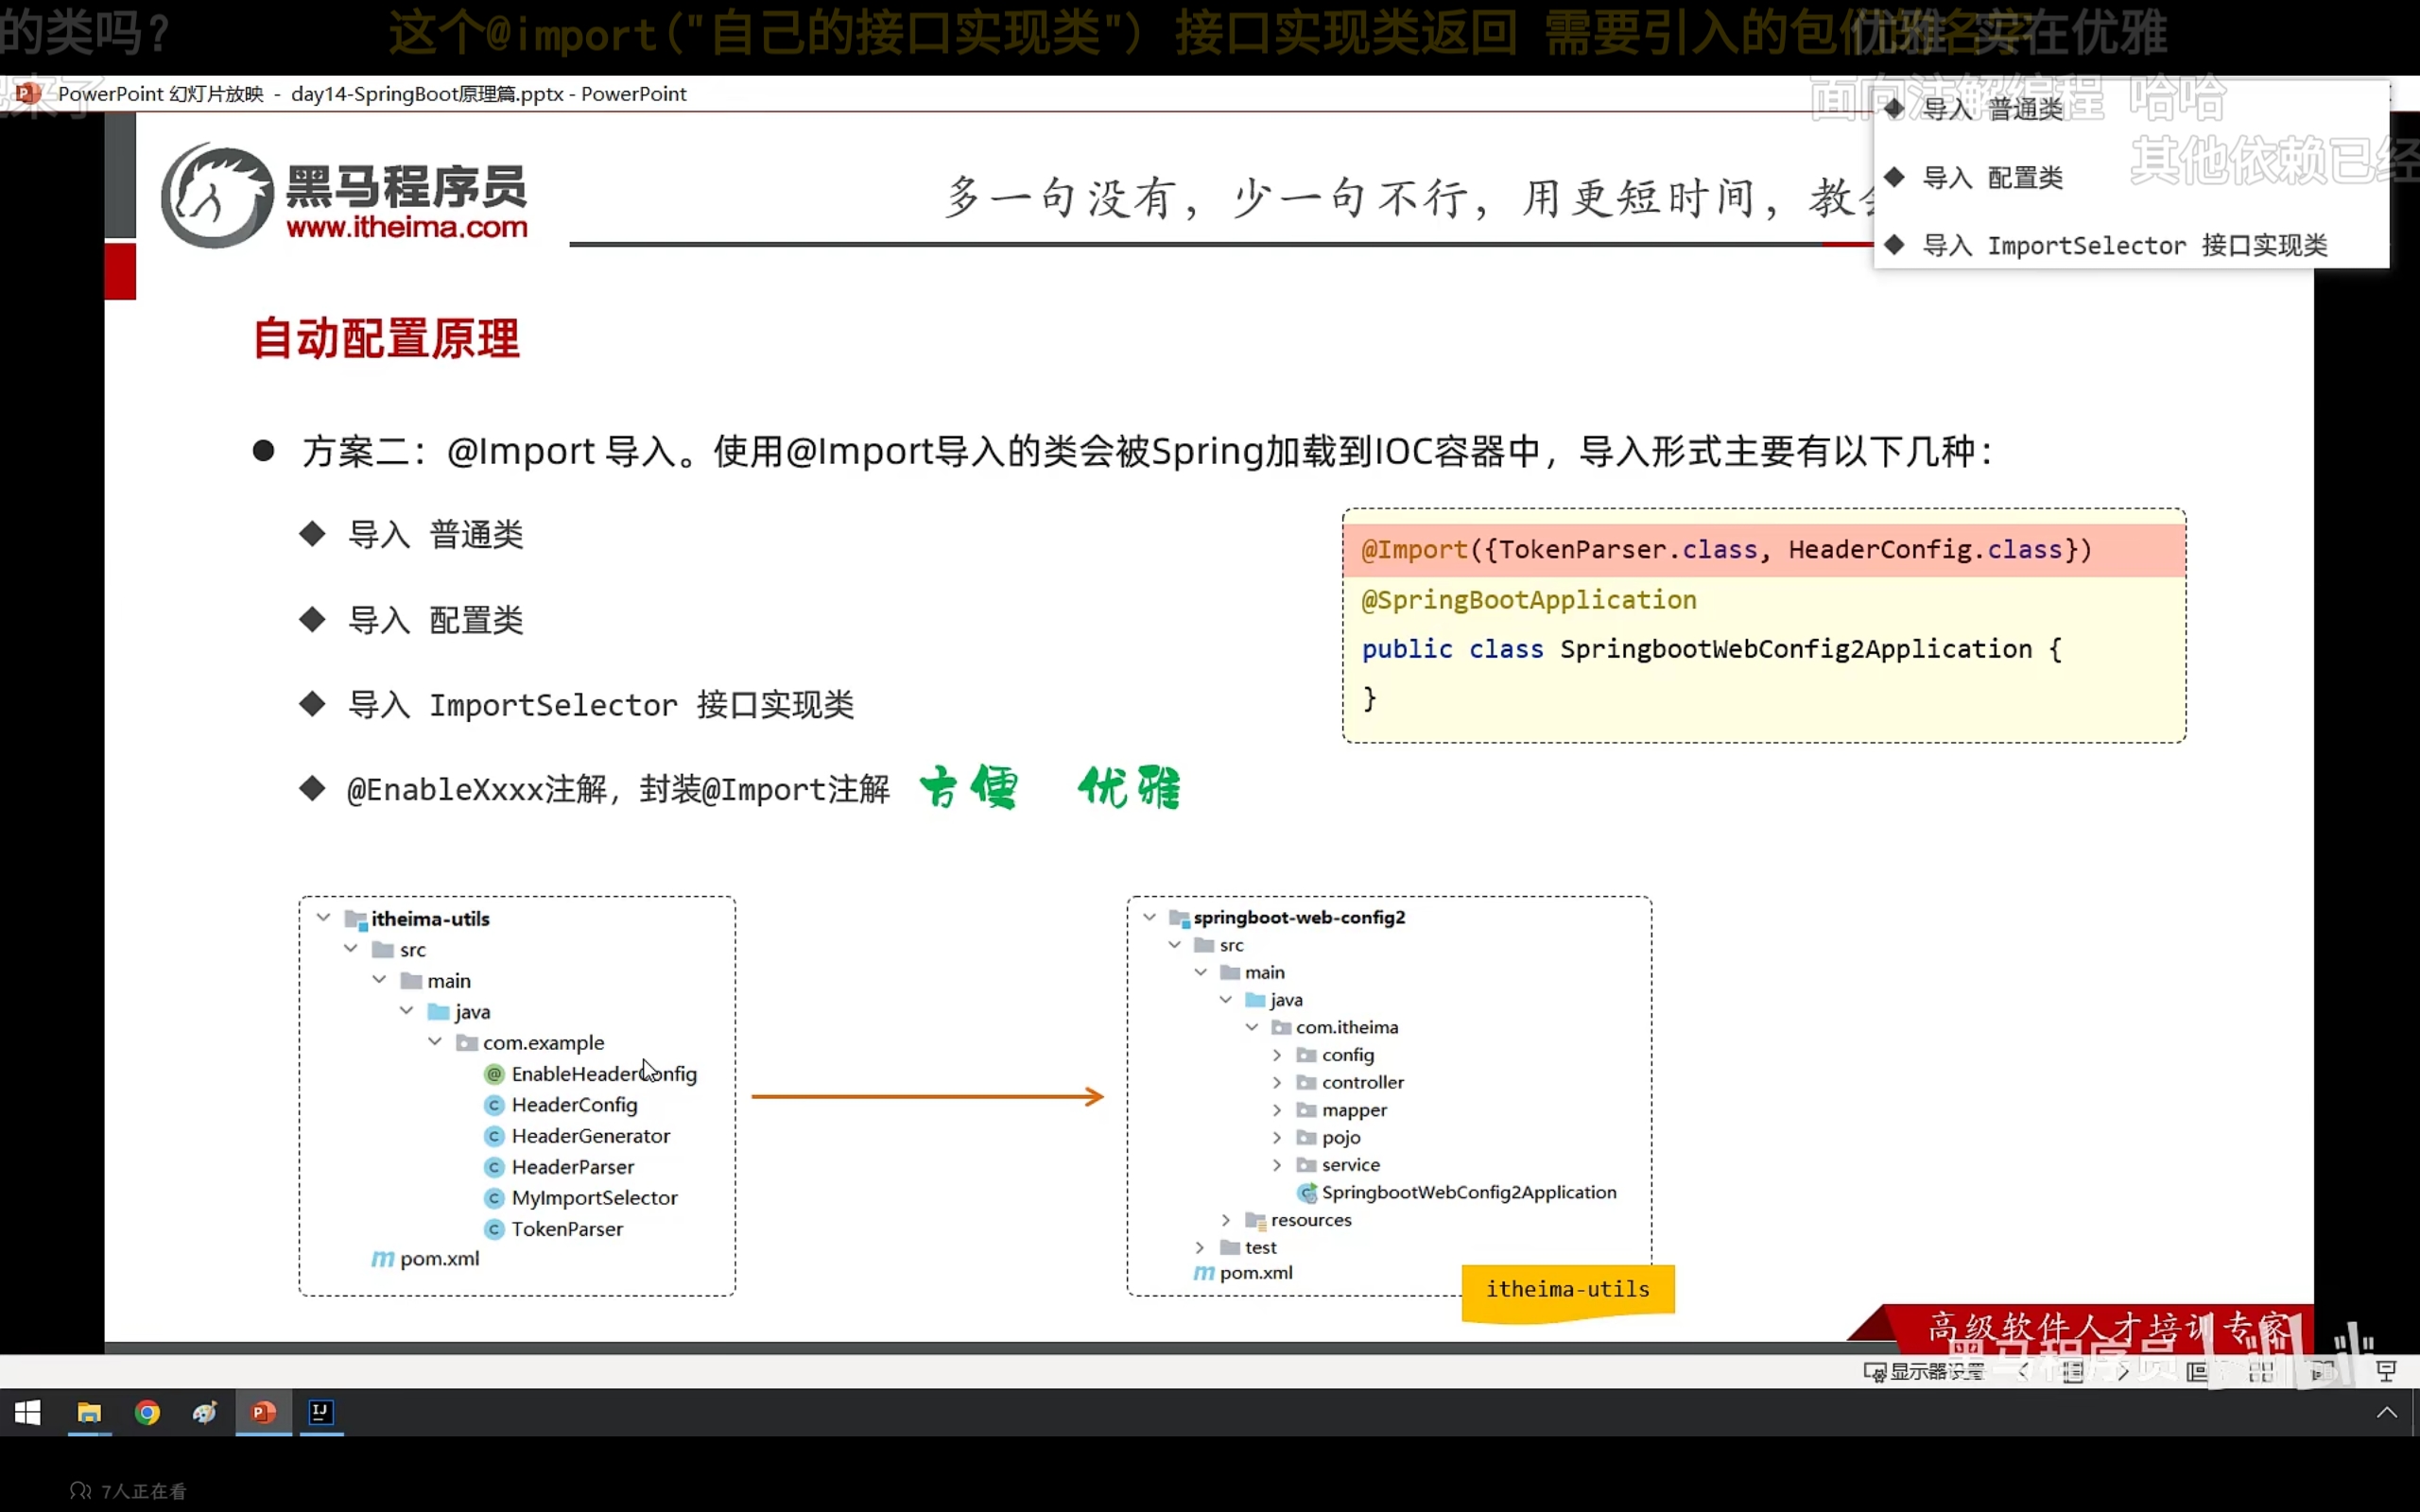 的类吗？
这个@import("自己的接口实现类") 接口实现类返回 需要引入的包
优雅 实在优雅
PowerPoint 幻灯片放映 - day14-SpringBoot原理篇.pptx - PowerPoint
面向注解编程 哈哈
其他依赖已经
导入 普通类
导入 配置类
导入 ImportSelector 接口实现类
黑马程序员
www.itheima.com
多一句没有，少一句不行，用更短时间，教
自动配置原理
方案二：@Import 导入。使用@Import导入的类会被Spring加载到IOC容器中，导入形式主要有以下几种：
导入 普通类
导入 配置类
导入 ImportSelector 接口实现类
@EnableXxxx注解，封装@Import注解 方便 优雅
@Import({TokenParser.class, HeaderConfig.class})
@SpringBootApplication
public class SpringbootWebConfig2Application {
}
itheima-utils
src
main
java
com.example
EnableHeaderConfig
HeaderConfig
HeaderGenerator
HeaderParser
MyImportSelector
TokenParser
pom.xml
springboot-web-config2
src
main
java
com.itheima
config
controller
mapper
pojo
service
SpringbootWebConfig2Application
resources
test
pom.xml
itheima-utils
高级软件人才培训专家
黑马程序员
显示器设置
7人正在看